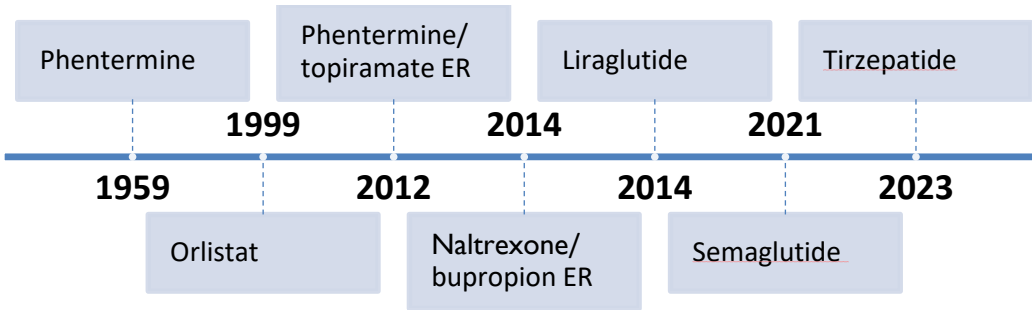 Phentermine
Phentermine/
topiramate ER
Liraglutide
Tirzepatide
1999
2014
2021
1959
2012
2014
2023
Orlistat
Naltrexone/
bupropion ER
Semaglutide